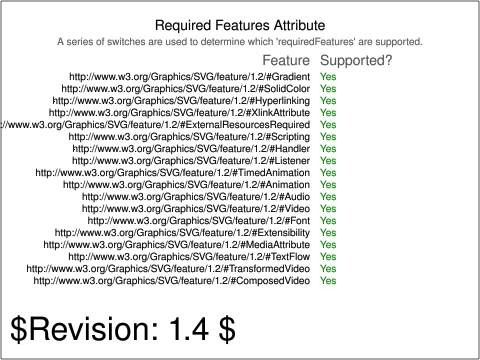 Required Features Attribute
A series of switches are used to determine which 'requiredFeatures' are supported.
Feature Supported?
http://www.w3.org/Graphics/SVG/feature/1.2/#Gradient Yes
http://www.w3.org/Graphics/SVG/feature/1.2/#SolidColor Yes
http://www.w3.org/Graphics/SVG/feature/1.2/#Hyperlinking Yes
http://www.w3.org/Graphics/SVG/feature/1.2/#XlinkAttribute Yes
://www.w3.org/Graphics/SVG/feature/1.2/#ExternalResourcesRequired Yes
http://www.w3.org/Graphics/SVG/feature/1.2/#Scripting Yes
http://www.w3.org/Graphics/SVG/feature/1.2/#Handler Yes
http://www.w3.org/Graphics/SVG/feature/1.2/#Listener Yes
http://www.w3.org/Graphics/SVG/feature/1.2/#TimedAnimation Yes
http://www.w3.org/Graphics/SVG/feature/1.2/#Animation Yes
http://www.w3.org/Graphics/SVG/feature/1.2/#Audio Yes
http://www.w3.org/Graphics/SVG/feature/1.2/#Video Yes
http://www.w3.org/Graphics/SVG/feature/1.2/#Font Yes
http://www.w3.org/Graphics/SVG/feature/1.2/#Extensibility Yes
http://www.w3.org/Graphics/SVG/feature/1.2/#MediaAttribute Yes
http://www.w3.org/Graphics/SVG/feature/1.2/#TextFlow Yes
http://www.w3.org/Graphics/SVG/feature/1.2/#TransformedVideo Yes
http://www.w3.org/Graphics/SVG/feature/1.2/#ComposedVideo Yes
$Revision: 1.4 $